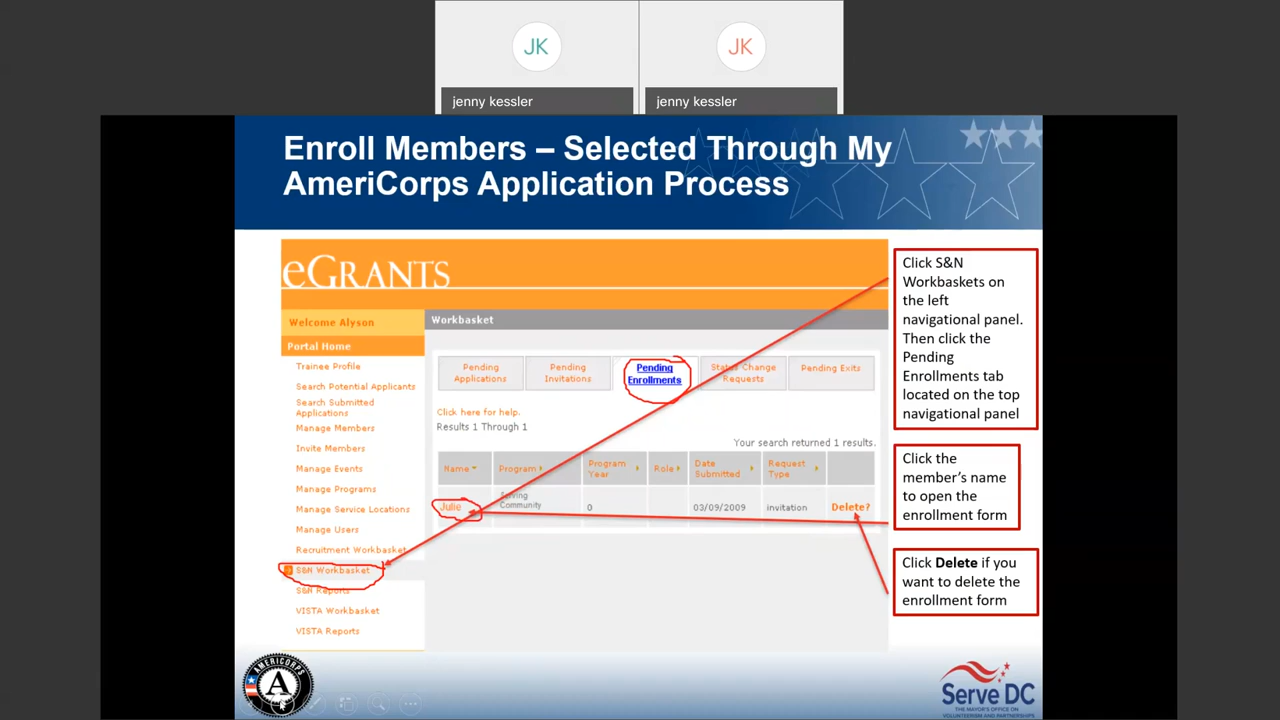 JK
JK
jenny kessler
jenny kessler
Enroll Members – Selected Through My
AmeriCorps Application Process
eGRANTS
Welcome Alyson
Portal Home
Trainee Profile
Search Potential Applicants
Search Submitted
Applications
Manage Members
Invite Members
Manage Events
Manage Programs
Manage Service Locations
Manage Users
Recruitment Workbasket
S&N Workbasket
S&N Reports
VISTA Workbasket
VISTA Reports
Workbasket
Pending
Applications
Pending
Invitations
Pending
Enrollments
Status Change
Requests
Pending Exits
Click here for help.
Results 1 Through 1
Your search returned 1 results.
Name
Program
Program
Year
Role
Date
Submitted
Request
Type
Julie
Serving
Community
0
03/09/2009
invitation
Delete?
Click S&N
Workbaskets on
the left
navigational panel.
Then click the
Pending
Enrollments tab
located on the top
navigational panel
Click the
member’s name
to open the
enrollment form
Click Delete if you
want to delete the
enrollment form
AMERICORPS
A
Serve DC
THE MAYOR'S OFFICE ON
VOLUNTEERISM AND PARTNERSHIPS